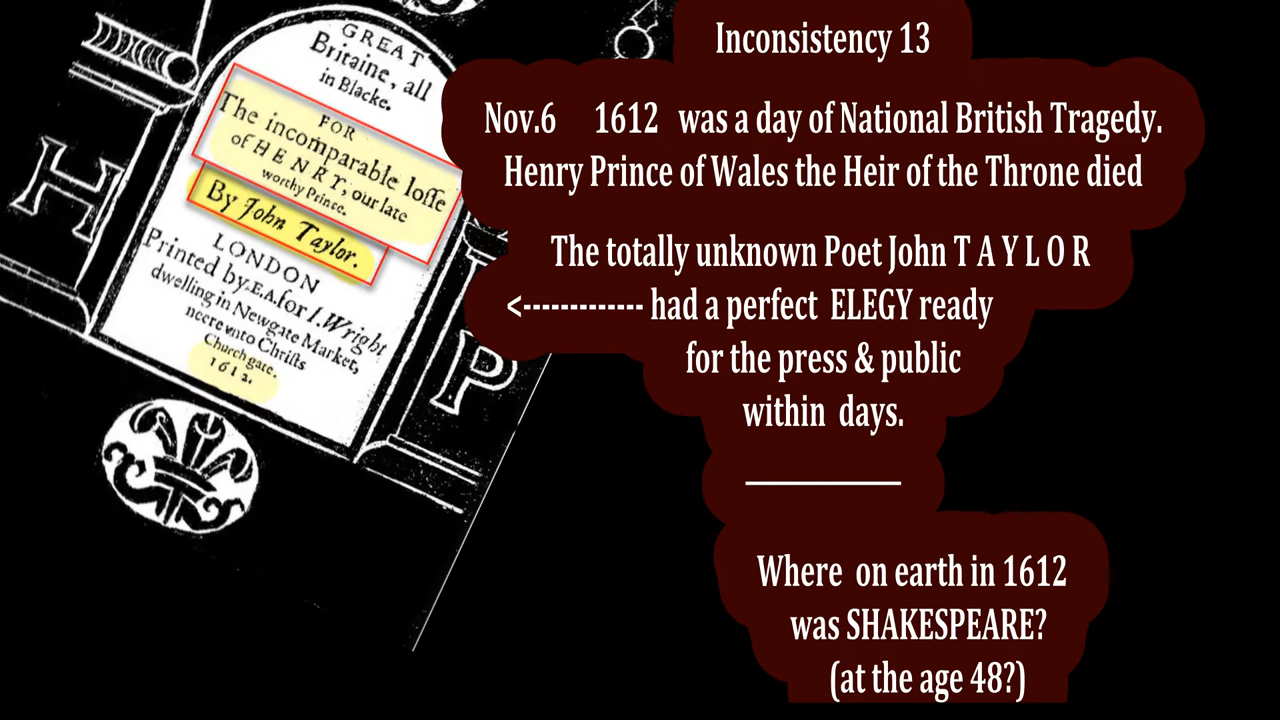 GREAT
Britaine, all
in Blacke.
FOR
The incomparable losse
of HENRY, our late
worthy Prince.
By John Taylor.
LONDON
Printed by.E.A.for I.Wright
dwelling in Newgate Market,
neere vnto Christs
Church gate.
1612.
H
P
Inconsistency 13
Nov.6 1612 was a day of National British Tragedy.
Henry Prince of Wales the Heir of the Throne died
The totally unknown Poet John T A Y L O R
<------------- had a perfect ELEGY ready
for the press & public
within days.
Where on earth in 1612
was SHAKESPEARE?
(at the age 48?)